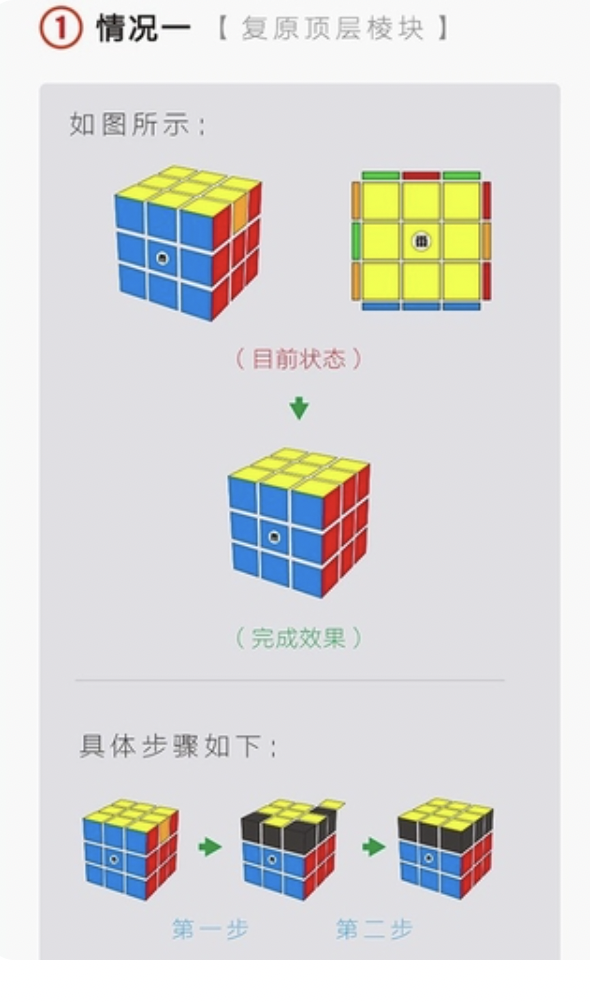 ① 情况一 【 复原顶层棱块 】
如图所示:
( 目前状态 )
( 完成效果 )
具体步骤如下:
第一步 第二步